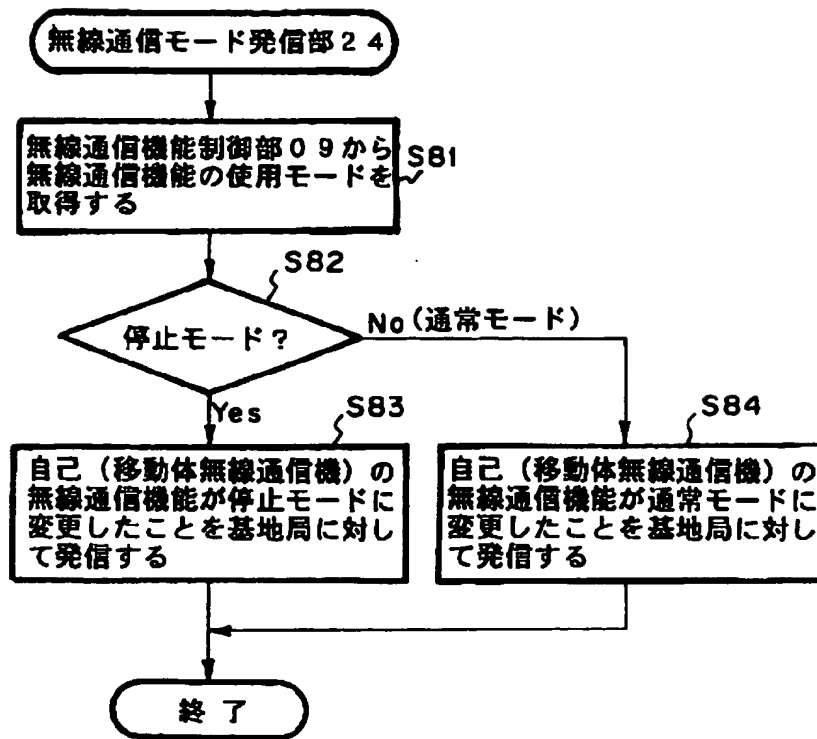 無線通信モード発信部24
無線通信機能制御部09から
無線通信機能の使用モードを
取得する
S81
S82
停止モード?
No(通常モード)
Yes
S83
自己(移動体無線通信機)の
無線通信機能が停止モードに
変更したことを基地局に対し
て発信する
S84
自己(移動体無線通信機)の
無線通信機能が通常モードに
変更したことを基地局に対し
て発信する
終了